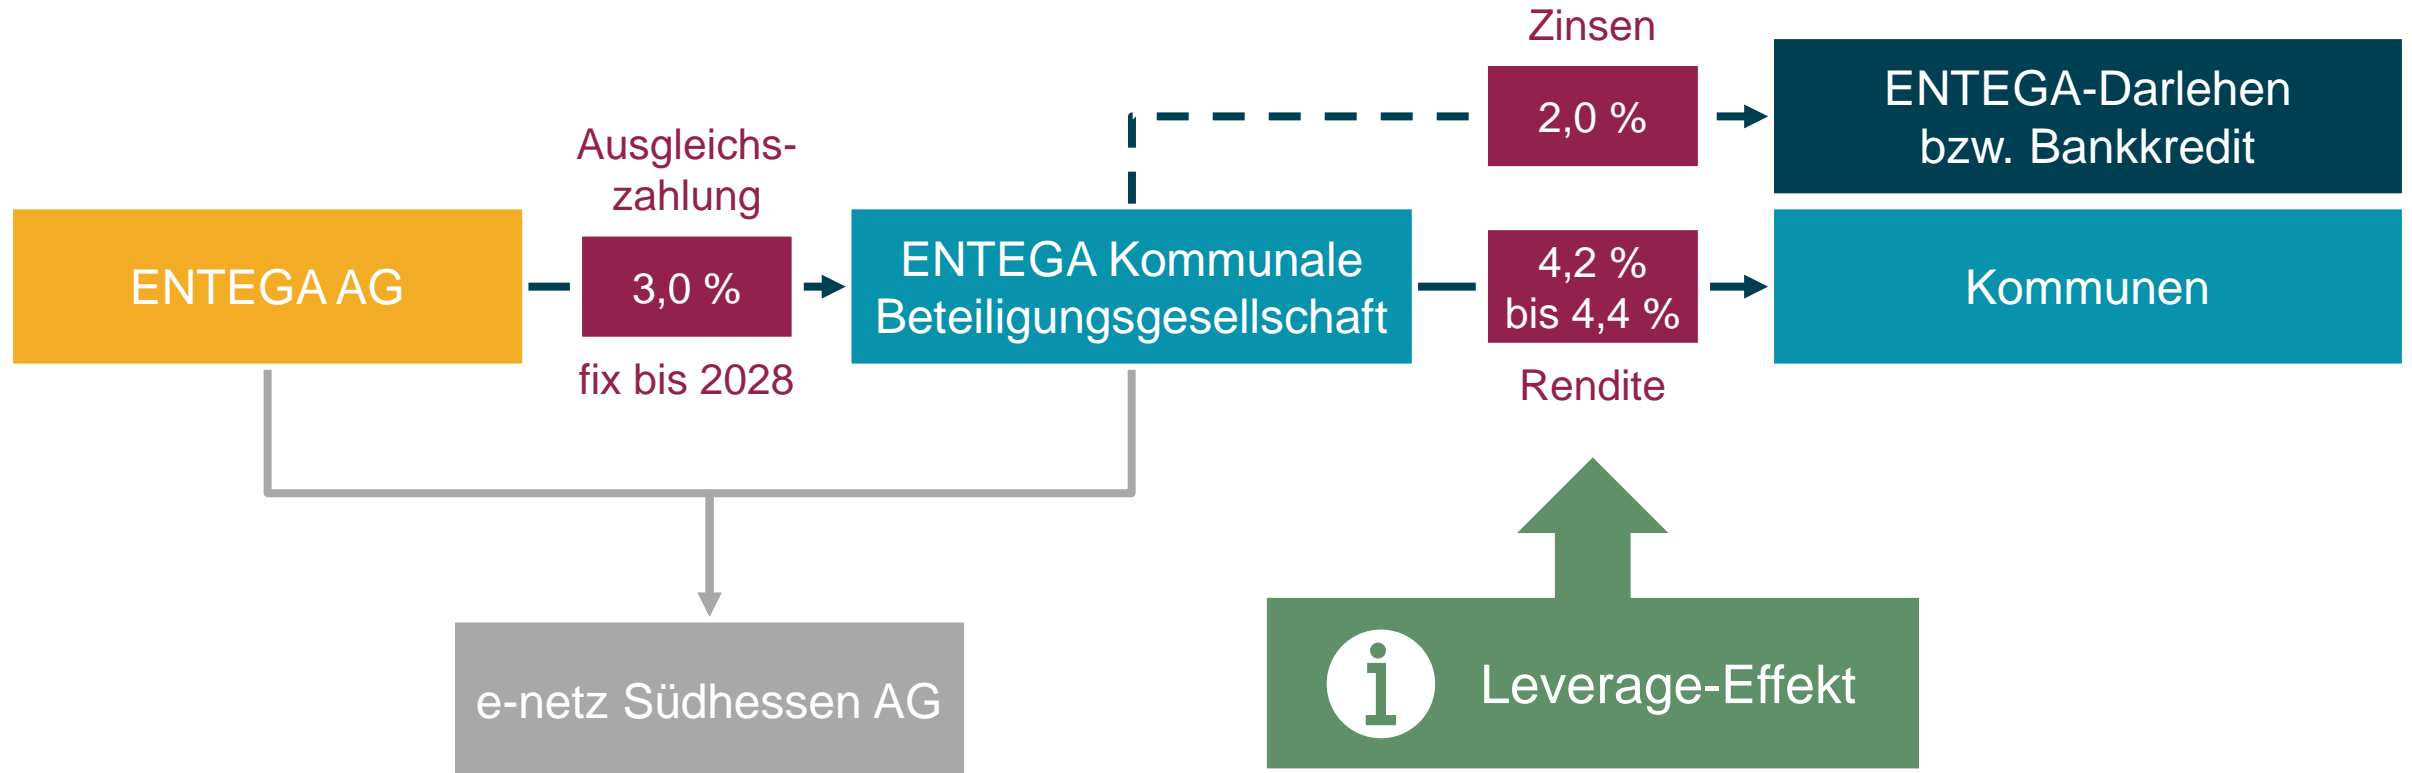 Zinsen
2,0 %
ENTEGA-Darlehen
bzw. Bankkredit
Ausgleichs-
zahlung
ENTEGA AG
3,0 %
fix bis 2028
ENTEGA Kommunale
Beteiligungsgesellschaft
4,2 %
bis 4,4 %
Rendite
Kommunen
e-netz Südhessen AG
Leverage-Effekt